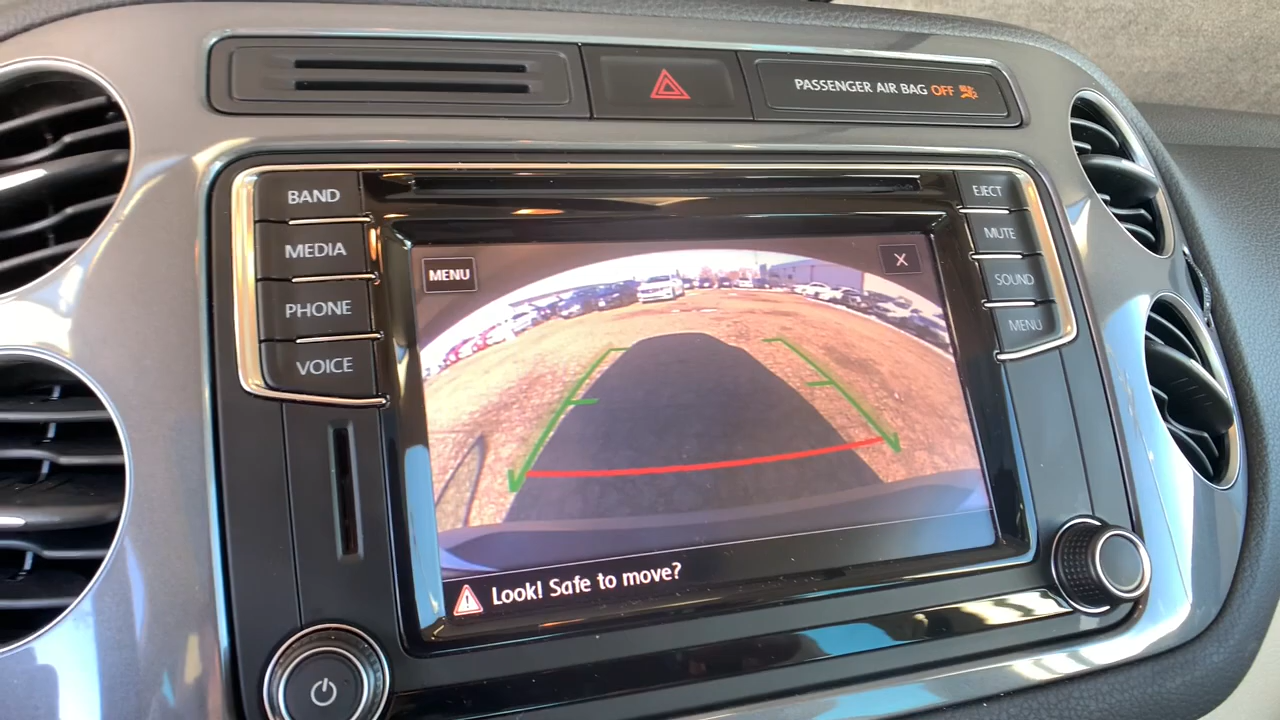 PASSENGER AIR BAG OFF
BAND
MEDIA
PHONE
VOICE
EJECT
MUTE
SOUND
MENU
MENU
X
Look! Safe to move?